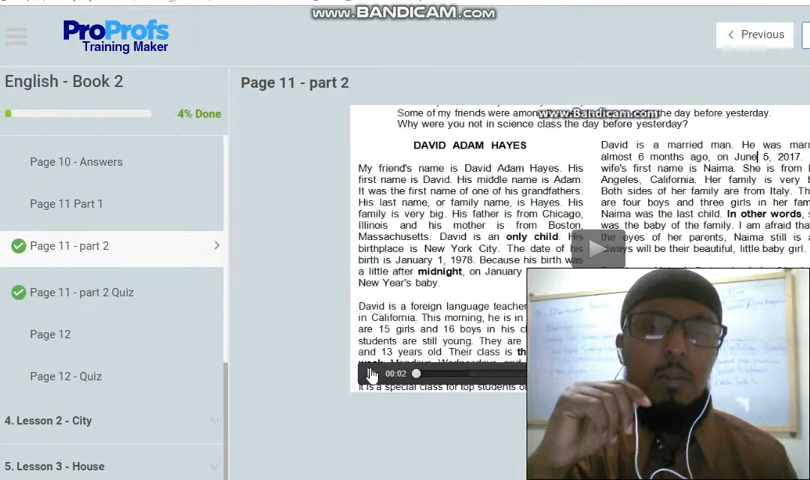 www.BANDICAM.com
ProProfs
Training Maker
Previous
English - Book 2
4% Done
Page 10 - Answers
Page 11 Part 1
Page 11 - part 2
Page 11 - part 2 Quiz
Page 12
Page 12 - Quiz
4. Lesson 2 - City
5. Lesson 3 - House
Page 11 - part 2
www.Bandicam.com
Some of my friends were among the day before yesterday.
Why were you not in science class the day before yesterday?
DAVID ADAM HAYES
My friend's name is David Adam Hayes. His
first name is David. His middle name is Adam.
It was the first name of one of his grandfathers.
His last name, or family name, is Hayes. His
family is very big. His father is from Chicago,
Illinois and his mother is from Boston,
Massachusetts. David is an only child. His
birthplace is New York City. The date of his
birth is January 1, 1978. Because his birth was
a little after midnight, on January
New Year's baby.
David is a foreign language teacher
in California. This morning, he is in
are 15 girls and 16 boys in his
students are still young. They are
and 13 years old. Their class is
It is a special class for top students
David is a married man. He was
almost 6 months ago, on June 5, 2017.
wife's first name is Naima. She is from
Angeles, California. Her family is very
Both sides of her family are from Italy.
are four boys and three girls in her
Naima was the last child. In other words,
was the baby of the family. I am afraid
the eyes of her parents, Naima still is
always will be their beautiful, little baby girl.
00:02